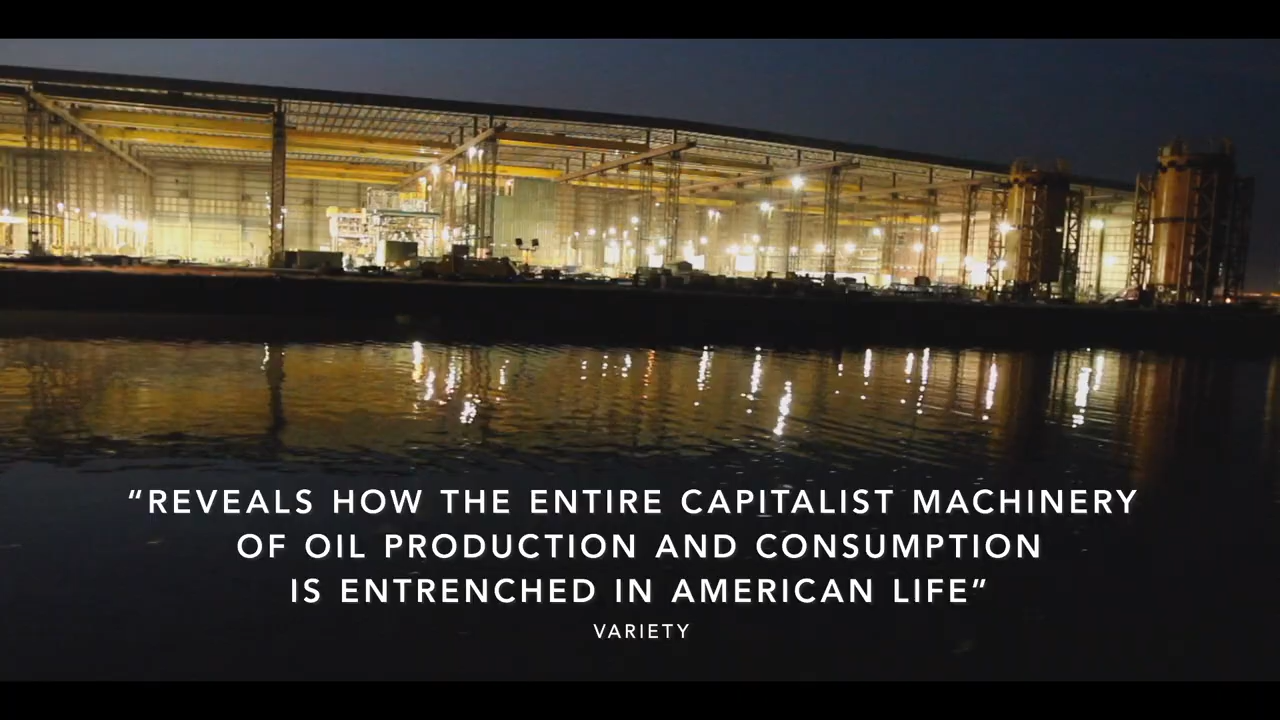 “REVEALS HOW THE ENTIRE CAPITALIST MACHINERY
OF OIL PRODUCTION AND CONSUMPTION
IS ENTRENCHED IN AMERICAN LIFE”
VARIETY